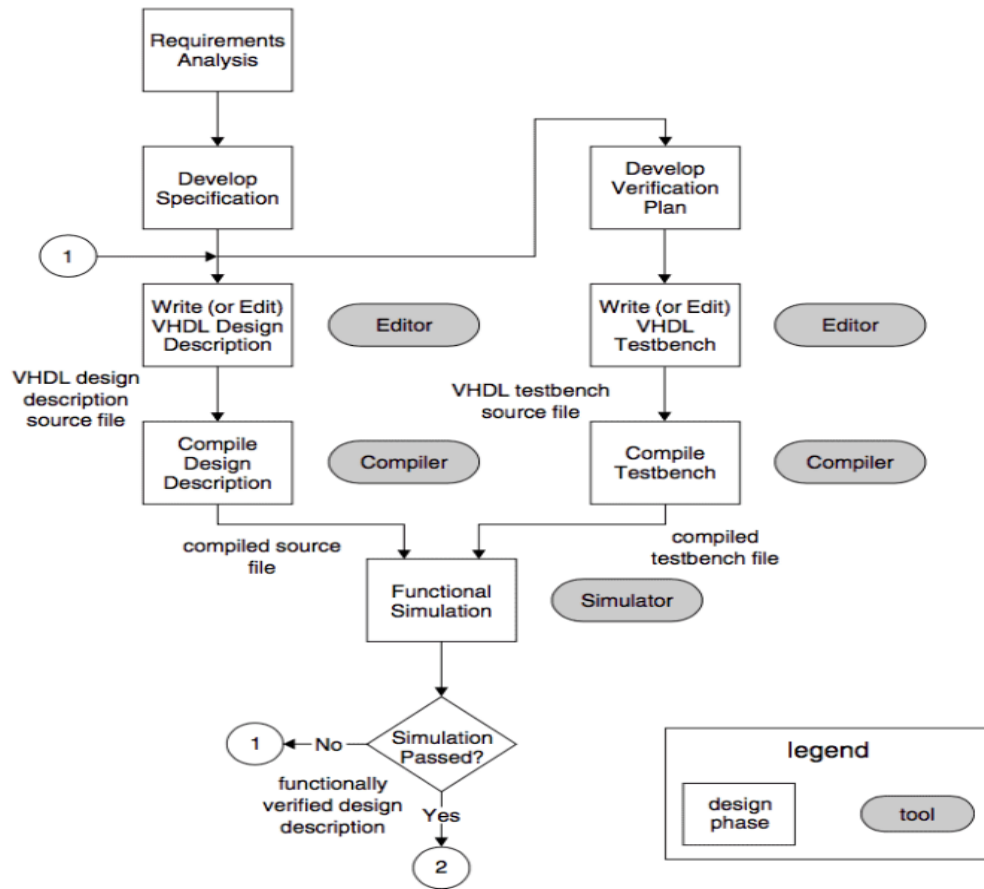 Requirements
Analysis
Develop
Specification
Develop
Verification
Plan
1
Write (or Edit)
VHDL Design
Description
Editor
Write (or Edit)
VHDL
Testbench
Editor
VHDL design
description
source file
VHDL testbench
source file
Compile
Design
Description
Compiler
Compile
Testbench
Compiler
compiled source
file
compiled
testbench file
Functional
Simulation
Simulator
Simulation
Passed?
No
1
functionally
verified design
description
Yes
2
legend
design
phase
tool